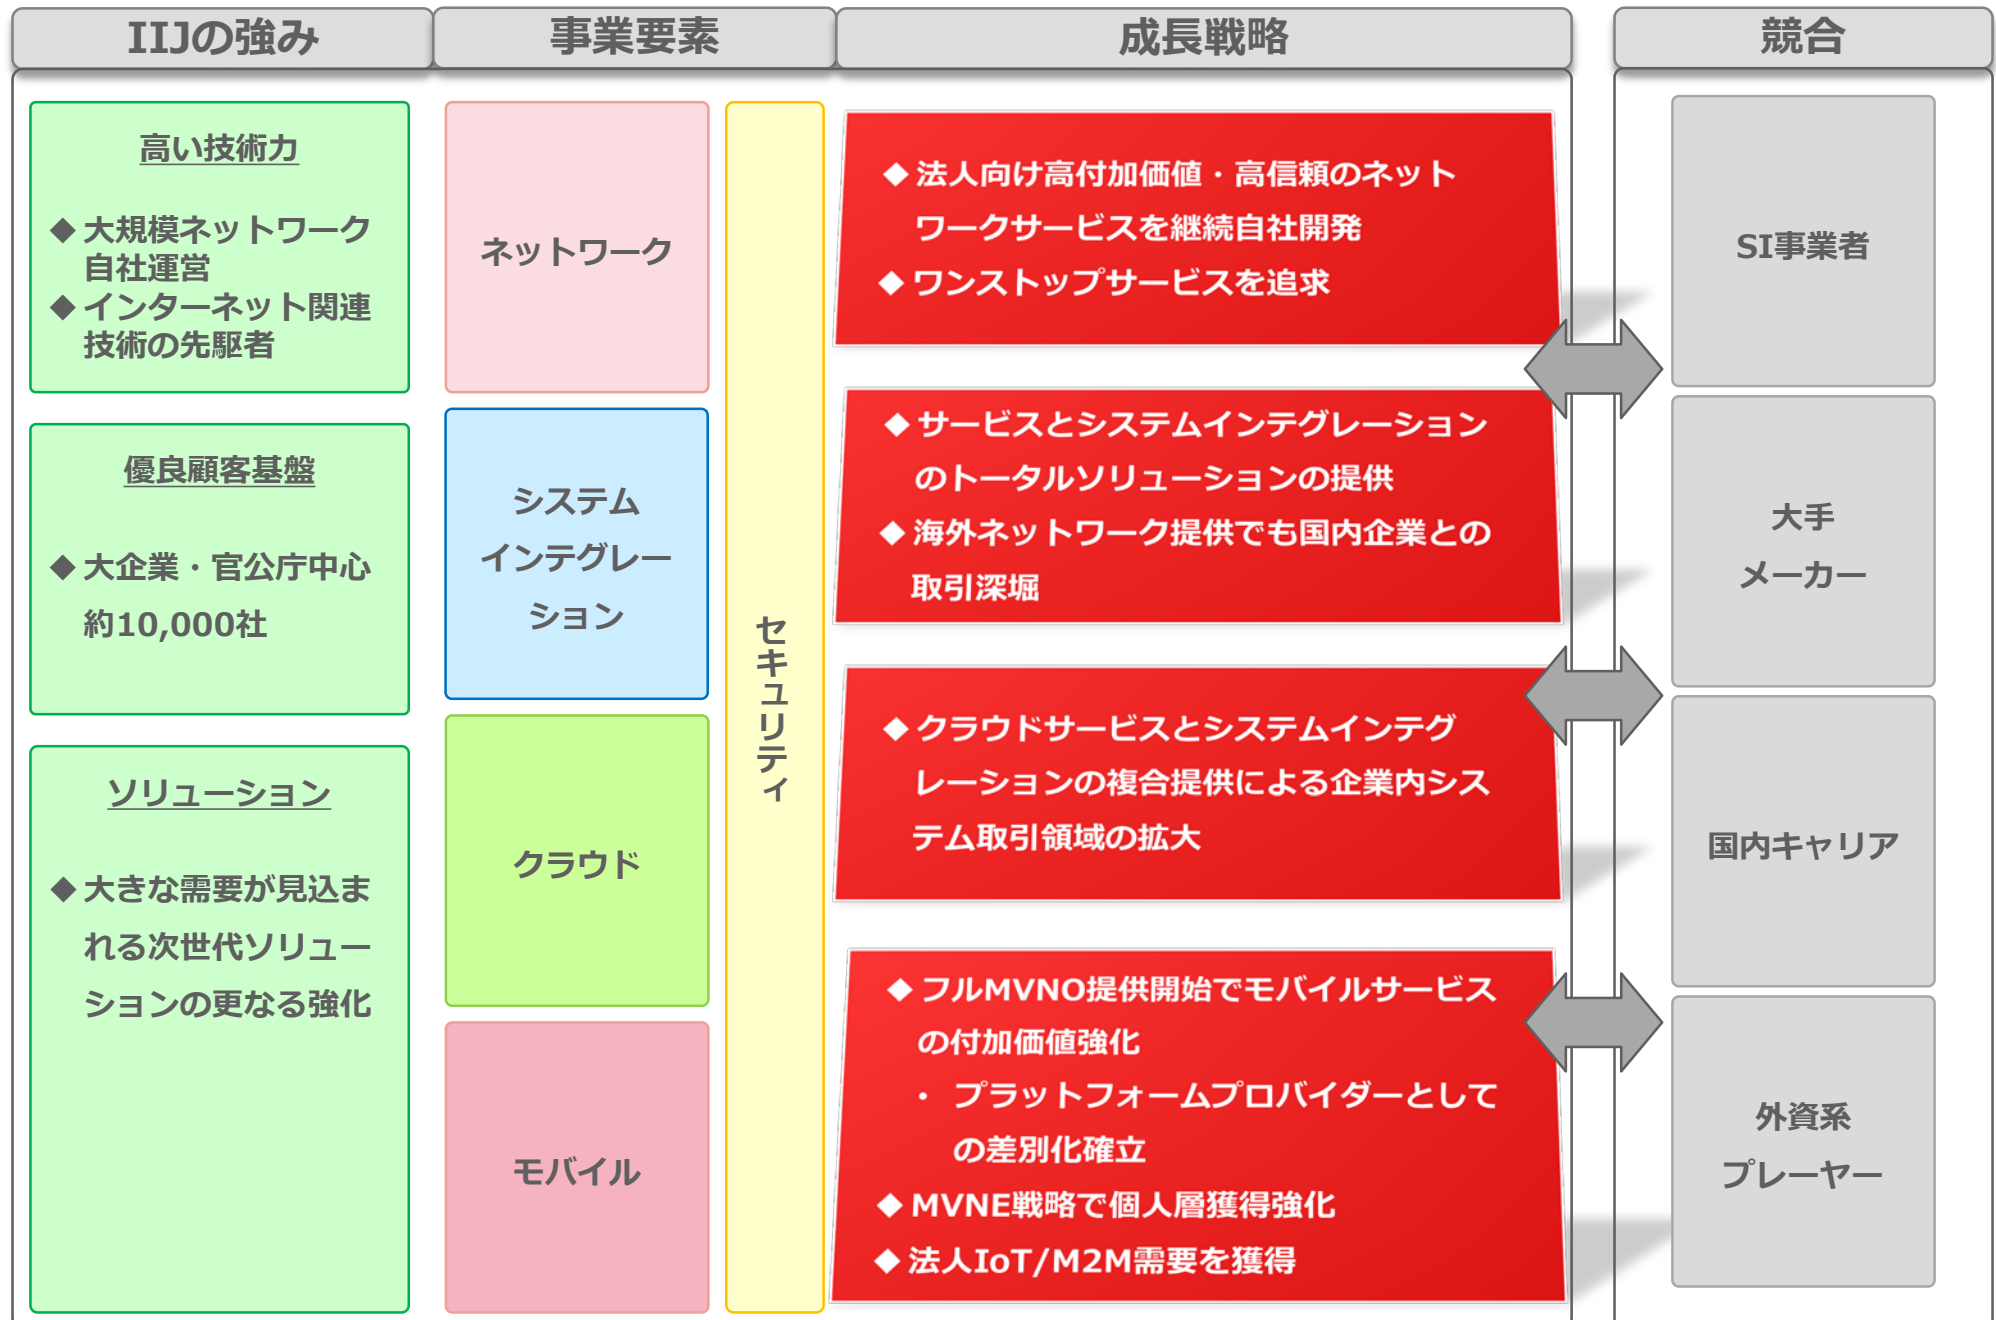 IIJの強み
事業要素
成長戦略
競合
高い技術力
◆ 大規模ネットワーク
自社運営
◆ インターネット関連
技術の先駆者
優良顧客基盤
◆ 大企業・官公庁中心
約10,000社
ソリューション
◆ 大きな需要が見込ま
れる次世代ソリュー
ションの更なる強化
ネットワーク
システム
インテグレー
ション
クラウド
モバイル
セキュリティ
◆ 法人向け高付加価値・高信頼のネット
ワークサービスを継続自社開発
◆ ワンストップサービスを追求
◆ サービスとシステムインテグレーション
のトータルソリューションの提供
◆ 海外ネットワーク提供でも国内企業との
取引深堀
◆ クラウドサービスとシステムインテグ
レーションの複合提供による企業内シス
テム取引領域の拡大
◆ フルMVNO提供開始でモバイルサービス
の付加価値強化
・ プラットフォームプロバイダーとして
の差別化確立
◆ MVNE戦略で個人層獲得強化
◆ 法人IoT/M2M需要を獲得
SI事業者
大手
メーカー
国内キャリア
外資系
プレーヤー